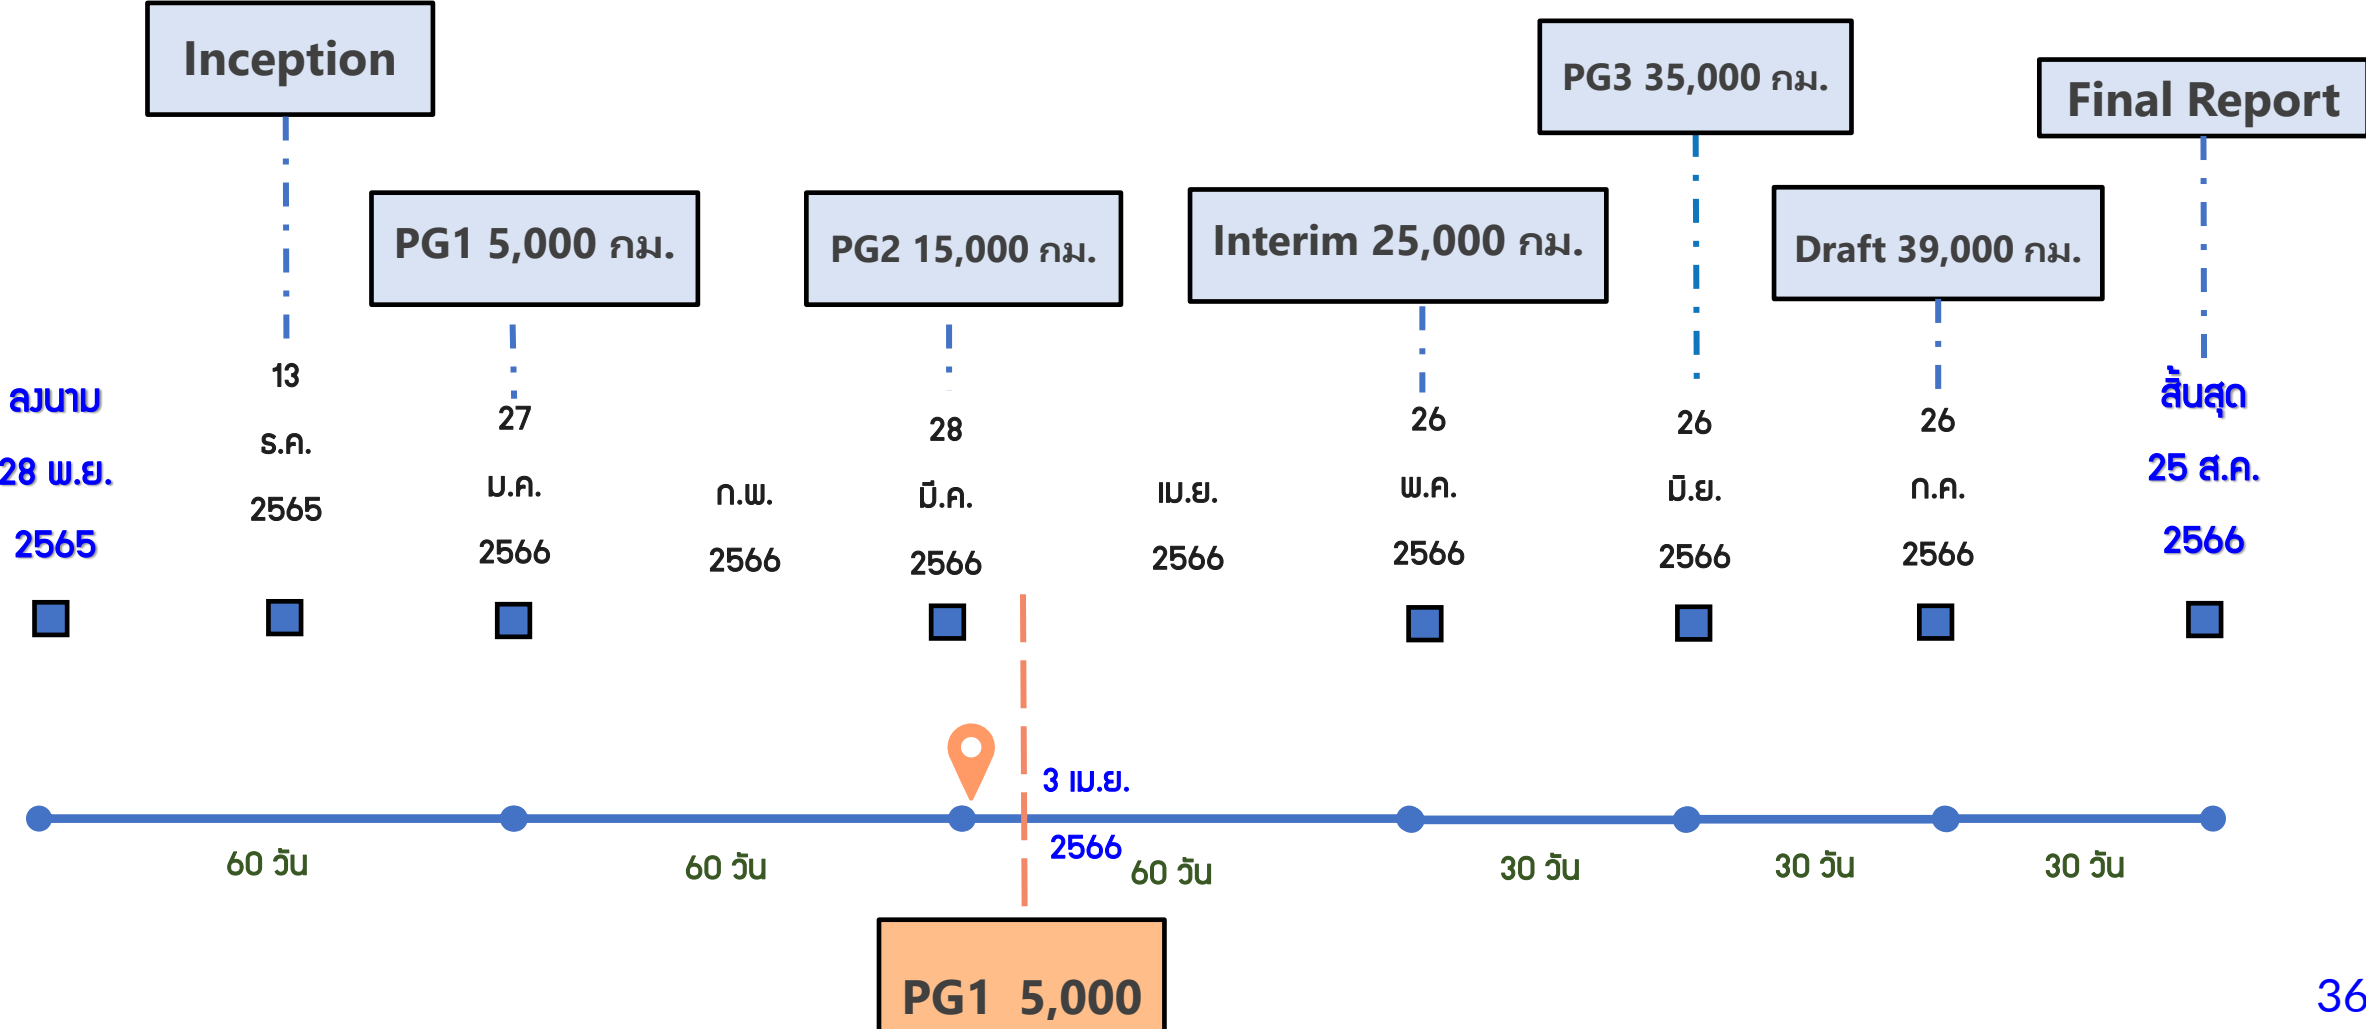 Inception
PG3 35,000 กม.
Final Report
PG1 5,000 กม.
PG2 15,000 กม.
Interim 25,000 กม.
Draft 39,000 กม.
ลงนาม
28 พ.ย.
2565
13
ธ.ค.
2565
27
ม.ค.
2566
ก.พ.
2566
28
มี.ค.
2566
เม.ย.
2566
26
พ.ค.
2566
26
มิ.ย.
2566
26
ก.ค.
2566
สิ้นสุด
25 ส.ค.
2566
3 เม.ย.
2566
60 วัน
60 วัน
60 วัน
30 วัน
30 วัน
30 วัน
PG1 5,000
36